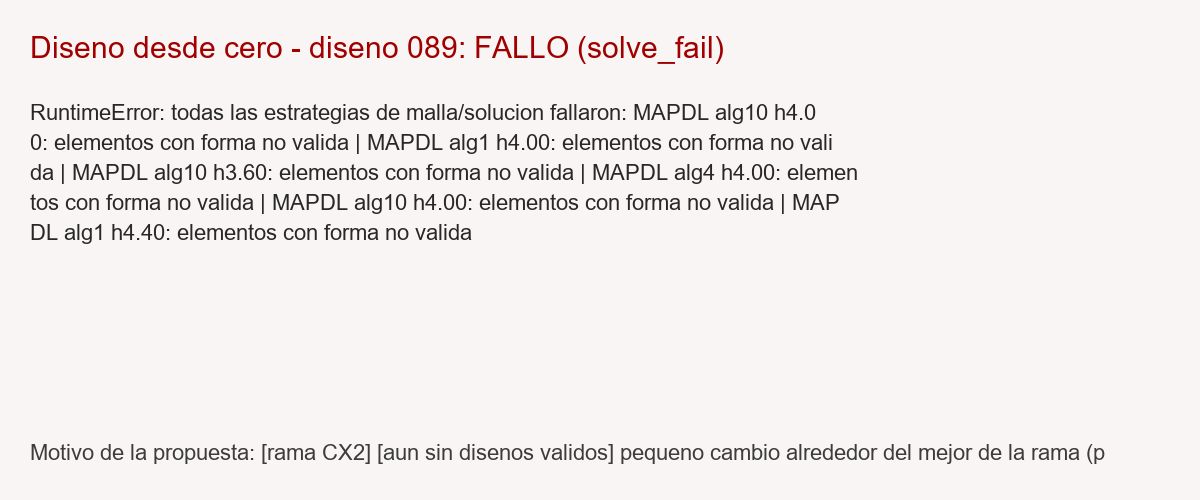 Diseno desde cero - diseno 089: FALLO (solve_fail)
RuntimeError: todas las estrategias de malla/solucion fallaron: MAPDL alg10 h4.0
0: elementos con forma no valida | MAPDL alg1 h4.00: elementos con forma no vali
da | MAPDL alg10 h3.60: elementos con forma no valida | MAPDL alg4 h4.00: elemen
tos con forma no valida | MAPDL alg10 h4.00: elementos con forma no valida | MAP
DL alg1 h4.40: elementos con forma no valida
Motivo de la propuesta: [rama CX2] [aun sin disenos validos] pequeno cambio alrededor del mejor de la rama (p